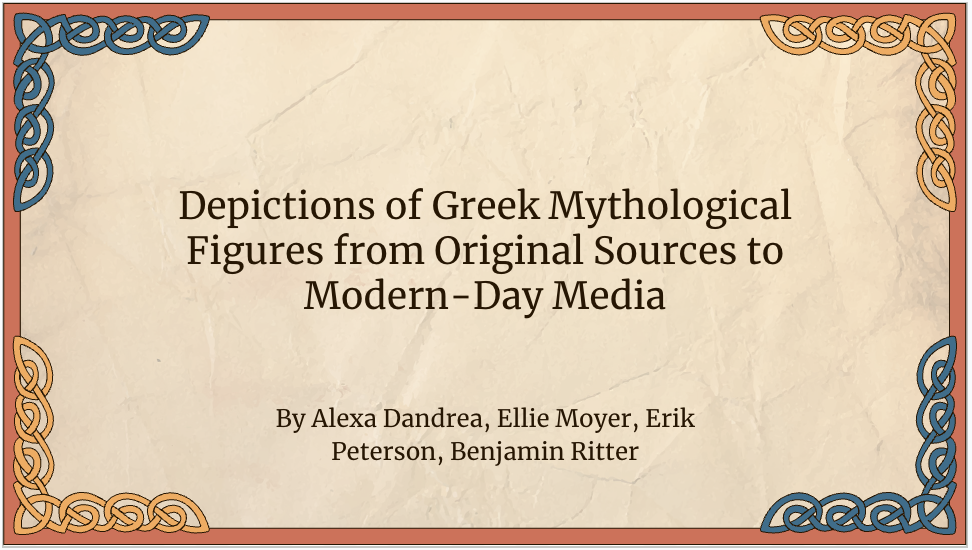 Depictions of Greek Mythological
Figures from Original Sources to
Modern-Day Media
By Alexa Dandrea, Ellie Moyer, Erik
Peterson, Benjamin Ritter